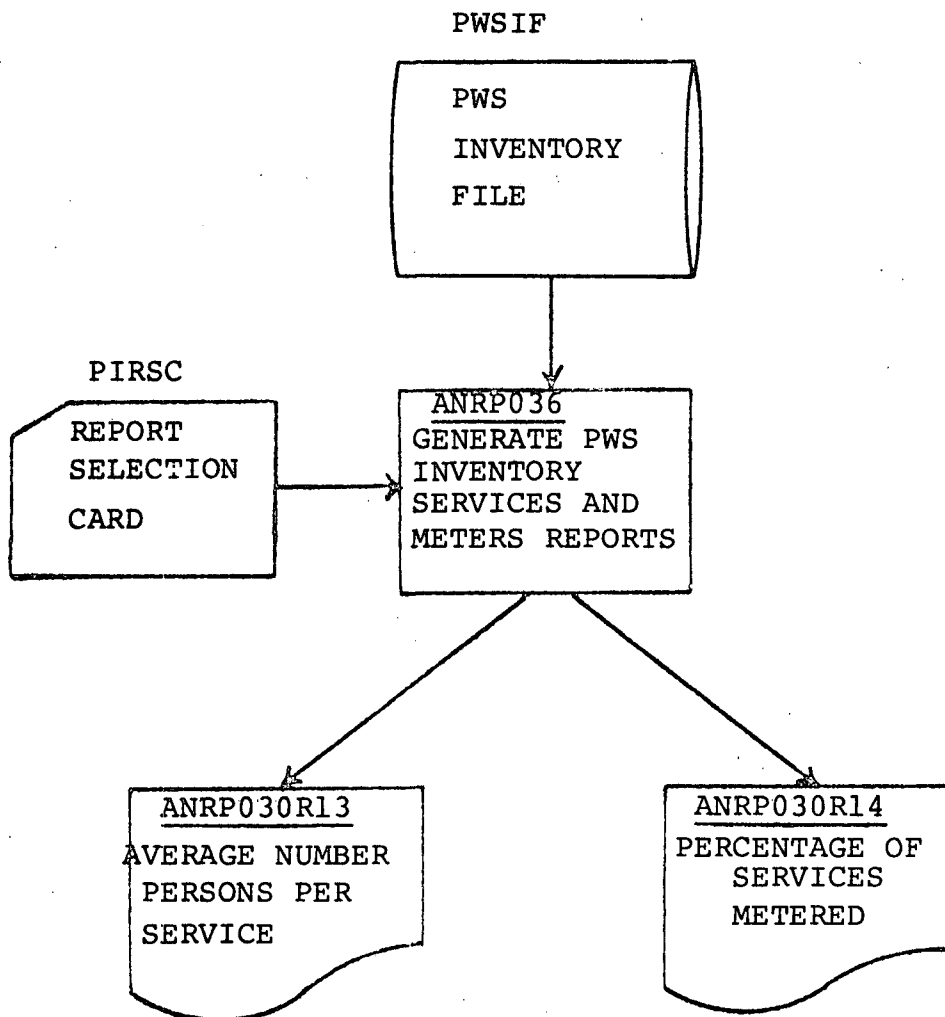 PWSIF
PWS
INVENTORY
FILE
PIRSC
REPORT
SELECTION
CARD
ANRP036
GENERATE PWS
INVENTORY
SERVICES AND
METERS REPORTS
ANRP030R13
AVERAGE NUMBER
PERSONS PER
SERVICE
ANRP030R14
PERCENTAGE OF
SERVICES
METERED